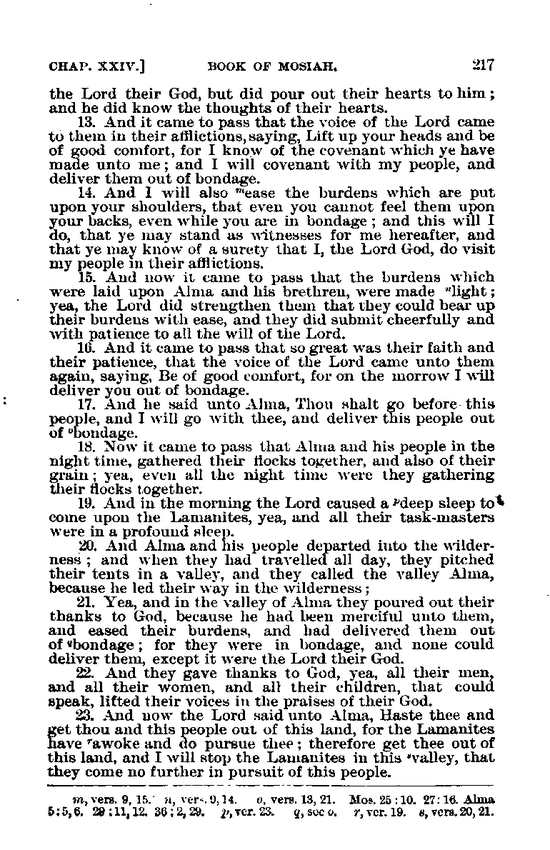 CHAP. XXIV.] BOOK OF MOSIAH. 217
the Lord their God, but did pour out their hearts to him;
and he did know the thoughts of their hearts.
13. And it came to pass that the voice of the Lord came
to them in their afflictions, saying, Lift up your heads and be
of good comfort, for I know of the covenant which ye have
made unto me; and I will covenant with my people, and
deliver them out of bondage.
14. And I will also ᵐease the burdens which are put
upon your shoulders, that even you cannot feel them upon
your backs, even while you are in bondage; and this will I
do, that ye may stand as witnesses for me hereafter, and
that ye may know of a surety that I, the Lord God, do visit
my people in their afflictions.
15. And now it came to pass that the burdens which
were laid upon Alma and his brethren, were made ⁿlight;
yea, the Lord did strengthen them that they could bear up
their burdens with ease, and they did submit cheerfully and
with patience to all the will of the Lord.
16. And it came to pass that so great was their faith and
their patience, that the voice of the Lord came unto them
again, saying, Be of good comfort, for on the morrow I will
deliver you out of bondage.
17. And he said unto Alma, Thou shalt go before this
people, and I will go with thee, and deliver this people out
of ᵒbondage.
18. Now it came to pass that Alma and his people in the
night time, gathered their flocks together, and also of their
grain; yea, even all the night time were they gathering
their flocks together.
19. And in the morning the Lord caused a ᵖdeep sleep to
come upon the Lamanites, yea, and all their task-masters
were in a profound sleep.
20. And Alma and his people departed into the wilder-
ness; and when they had travelled all day, they pitched
their tents in a valley, and they called the valley Alma,
because he led their way in the wilderness;
21. Yea, and in the valley of Alma they poured out their
thanks to God, because he had been merciful unto them,
and eased their burdens, and had delivered them out
of qbondage; for they were in bondage, and none could
deliver them, except it were the Lord their God.
22. And they gave thanks to God, yea, all their men,
and all their women, and all their children, that could
speak, lifted their voices in the praises of their God.
23. And now the Lord said unto Alma, Haste thee and
get thou and this people out of this land, for the Lamanites
have ʳawoke and do pursue thee; therefore get thee out of
this land, and I will stop the Lamanites in this ˢvalley, that
they come no further in pursuit of this people.
m, vers. 9, 15. n, vers. 9, 14. o, vers. 13, 21. Mos. 25:10. 27:16. Alma
5:5, 6. 29:11, 12. 36:2, 29. p, ver. 23. q, see o. r, ver. 19. s, vers. 20, 21.